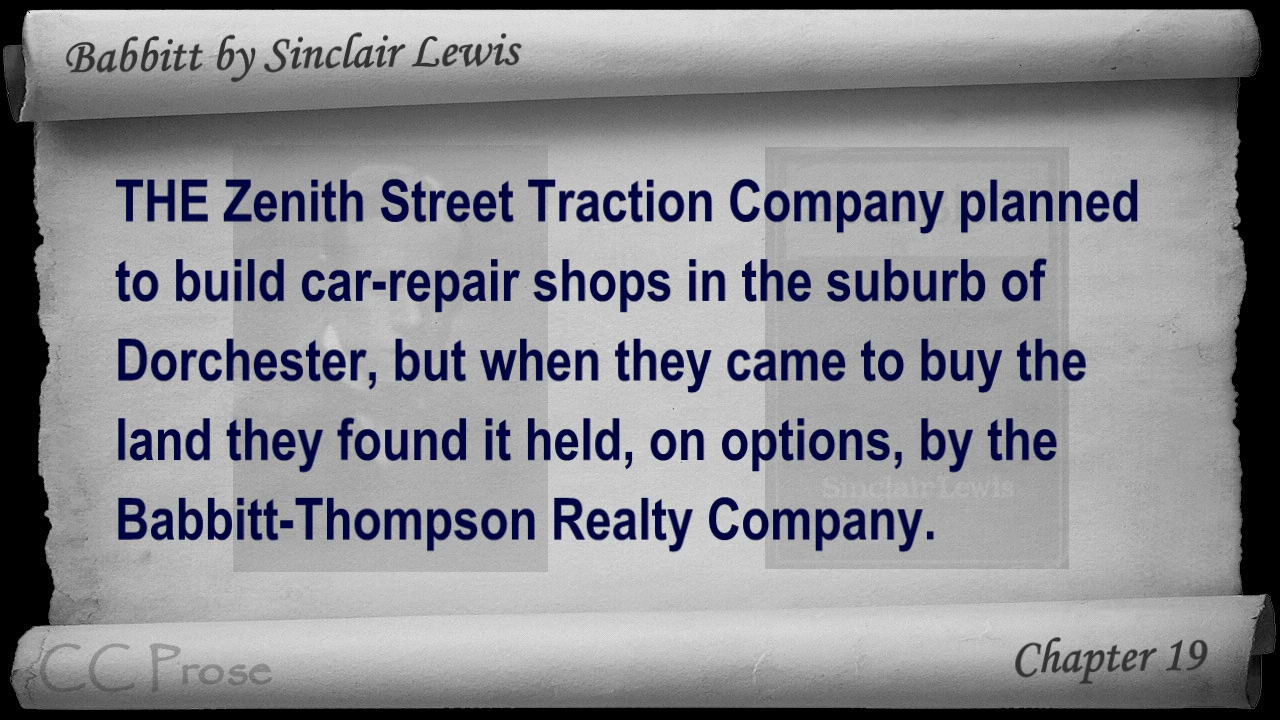 Babbitt by Sinclair Lewis
THE Zenith Street Traction Company planned
to build car-repair shops in the suburb of
Dorchester, but when they came to buy the
land they found it held, on options, by the
Babbitt-Thompson Realty Company.
Sinclair Lewis
CC Prose
Chapter 19